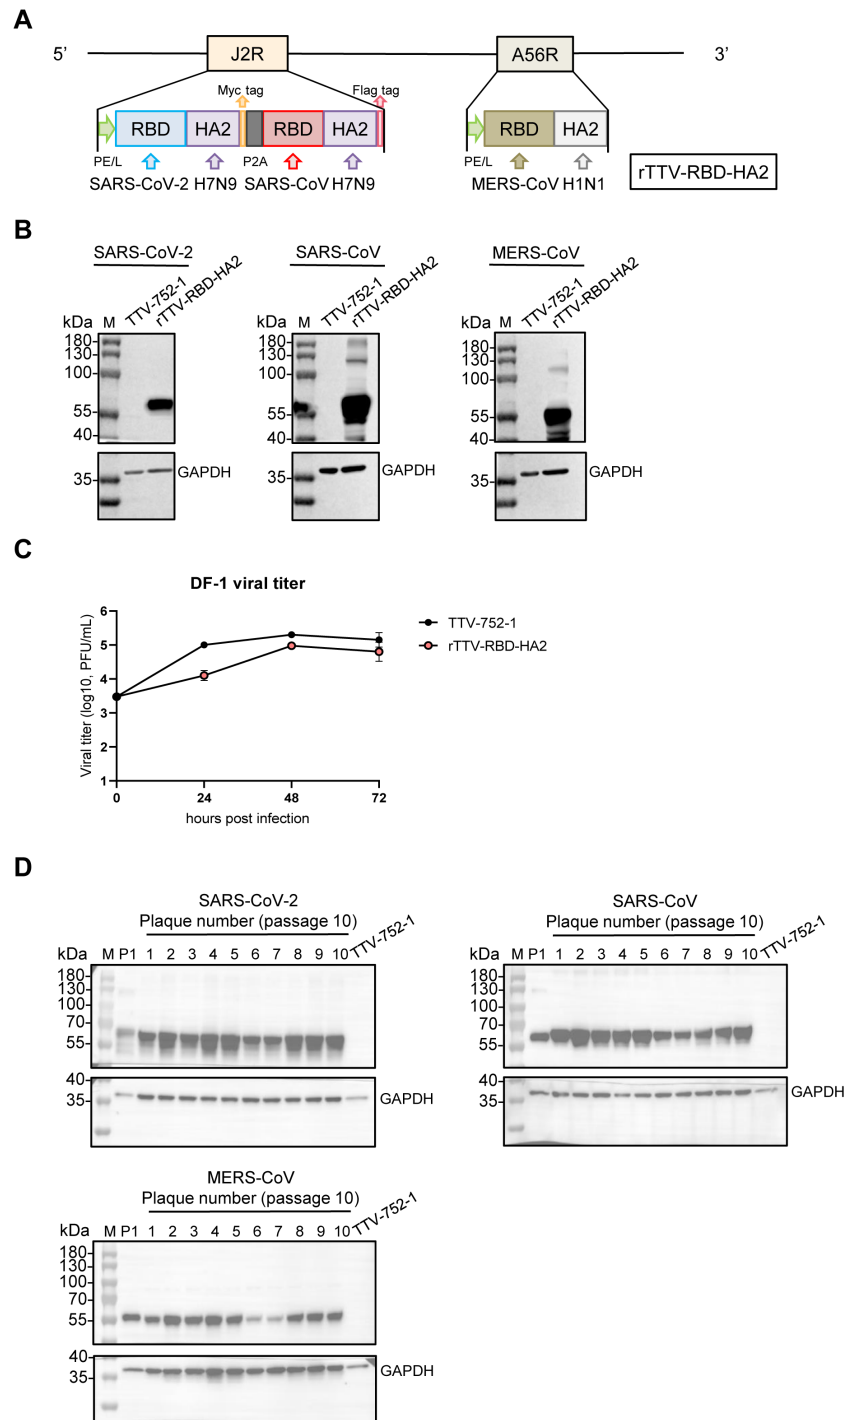 A
5’
J2R
A56R
3’
Myc tag
Flag tag
RBD
HA2
RBD
HA2
RBD
HA2
PE/L
P2A
PE/L
SARS-CoV-2
H7N9
SARS-CoV
H7N9
MERS-CoV
H1N1
rTTV-RBD-HA2
B
SARS-CoV-2
kDa
M
TTV-752-1
rTTV-RBD-HA2
180
130
100
55
40
35
GAPDH
SARS-CoV
kDa
M
TTV-752-1
rTTV-RBD-HA2
180
130
100
55
40
35
GAPDH
MERS-CoV
kDa
M
TTV-752-1
rTTV-RBD-HA2
180
130
100
55
40
35
GAPDH
C
DF-1 viral titer
Viral titer (log10, PFU/mL)
6
5
4
3
2
1
0 24 48 72
hours post infection
TTV-752-1
rTTV-RBD-HA2
D
SARS-CoV-2
Plaque number (passage 10)
kDa
M P1 1 2 3 4 5 6 7 8 9 10 TTV-752-1
180
130
100
70
55
40
35
GAPDH
SARS-CoV
Plaque number (passage 10)
kDa
M P1 1 2 3 4 5 6 7 8 9 10 TTV-752-1
180
130
100
70
55
40
35
GAPDH
MERS-CoV
Plaque number (passage 10)
kDa
M P1 1 2 3 4 5 6 7 8 9 10 TTV-752-1
180
130
100
70
55
40
35
GAPDH